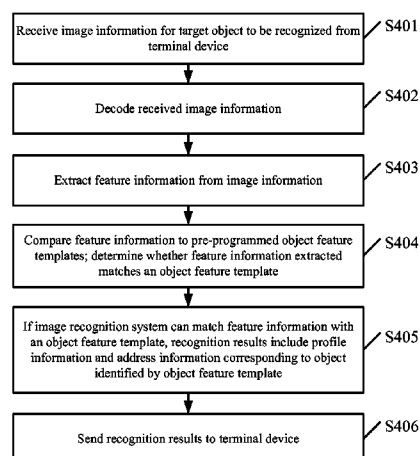 Receive image information for target object to be recognized from
terminal device
S401
Decode received image information
S402
Extract feature information from image information
S403
Compare feature information to pre-programmed object feature
templates; determine whether feature information extracted
matches an object feature template
S404
If image recognition system can match feature information with
an object feature template, recognition results include profile
information and address information corresponding to object
identified by object feature template
S405
Send recognition results to terminal device
S406